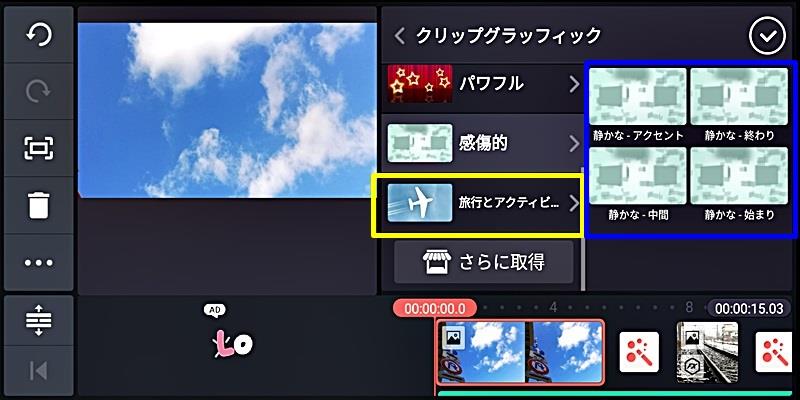 クリップグラッフィック
パワフル
感傷的
旅行とアクティビ...
さらに取得
静かな - アクセント
静かな - 終わり
静かな - 中間
静かな - 始まり
AD
Lo
00:00:00.0
4
8
00:00:15.03